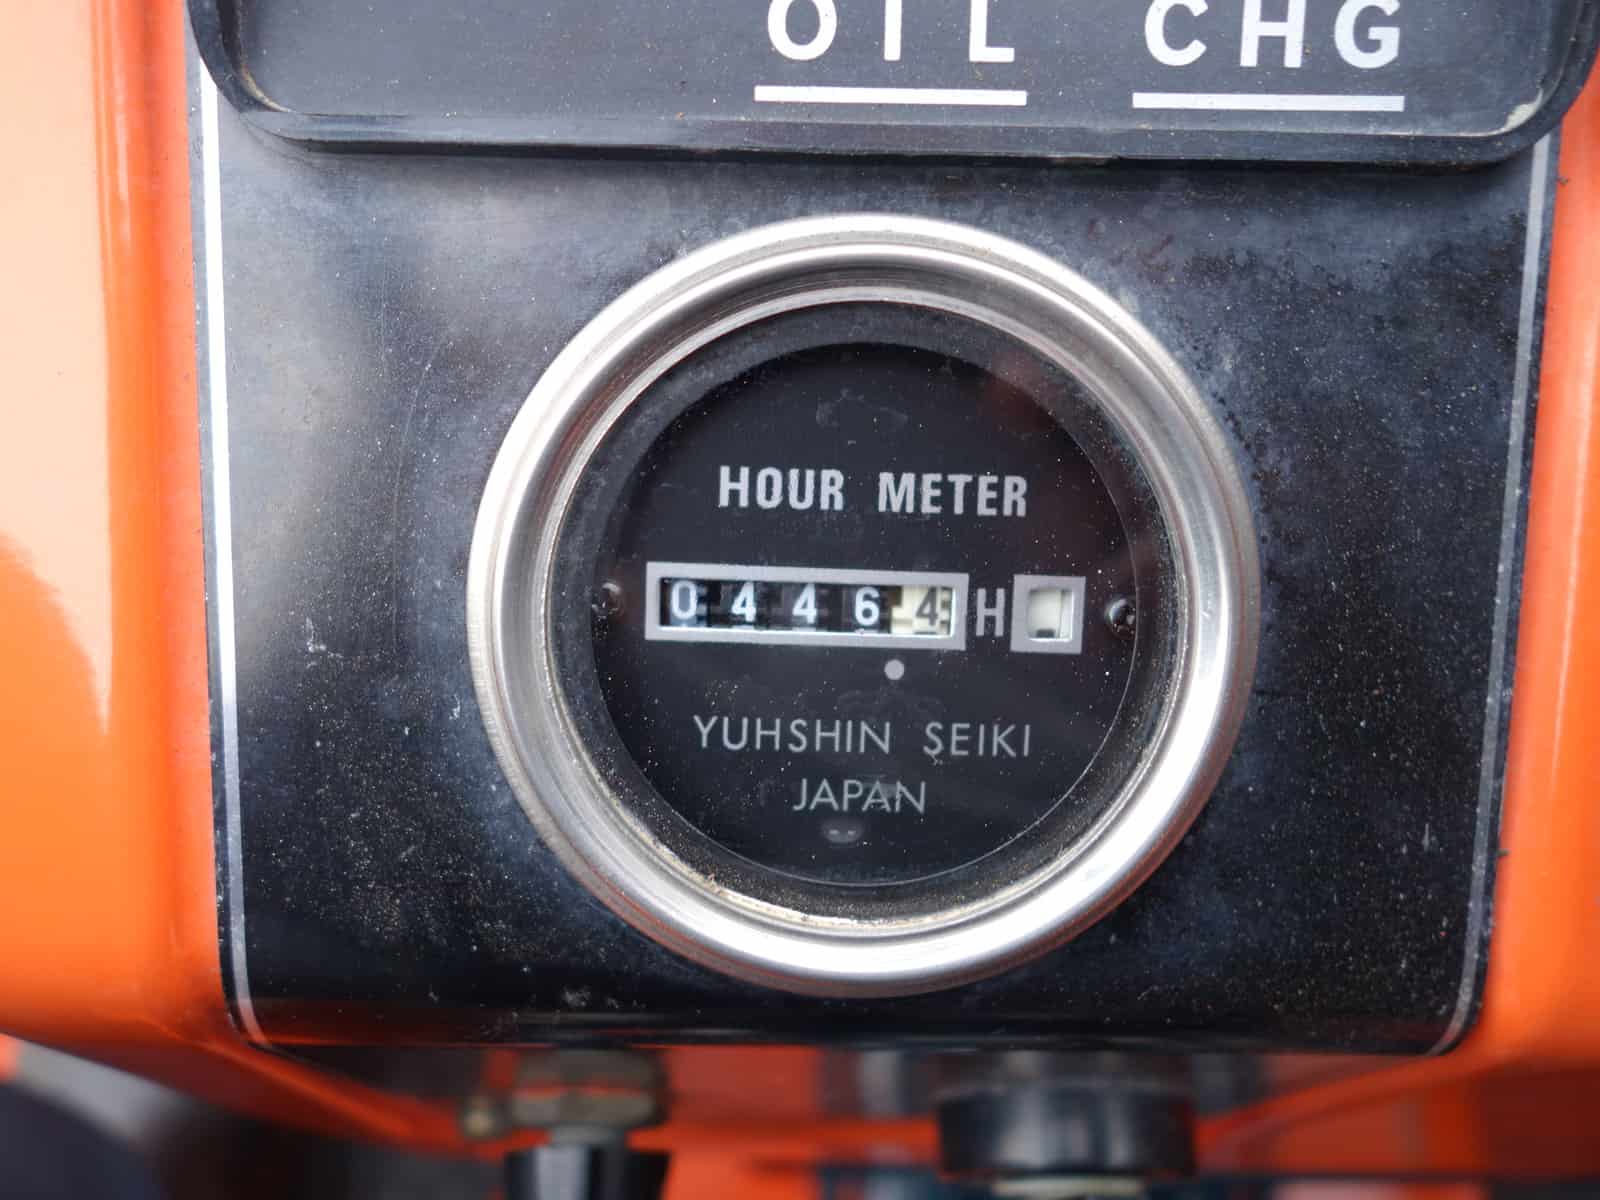 OIL CHG
HOUR METER
04464 H
YUHSHIN SEIKI
JAPAN